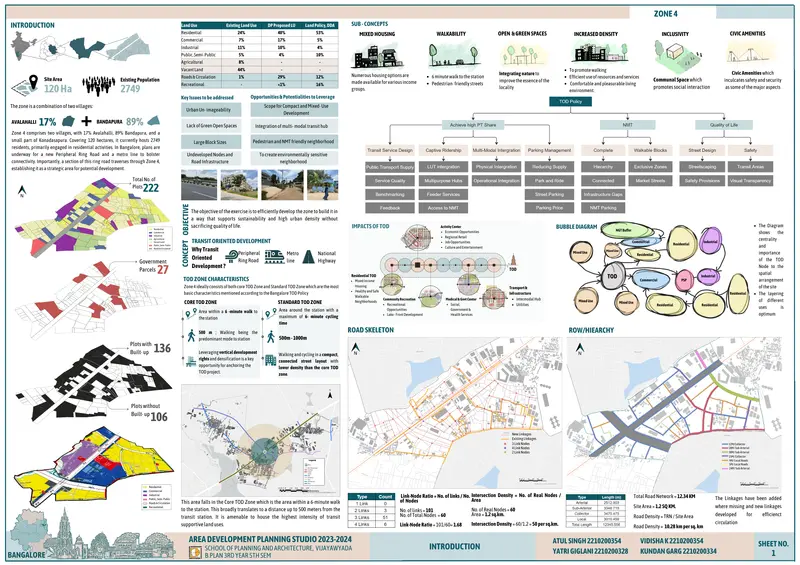 ZONE 4
INTRODUCTION
Site Area
120 Ha
Existing Population
2749
The zone is a combination of two villages:
AVALAHALLI 17% + BANDAPURA 89%
Zone 4 comprises two villages, with 17% Avalahalli, 89% Bandapura, and a
small part of Konadasapura. Covering 120 hectares, it currently houses 2749
residents, primarily engaged in residential activities. In Bangalore plans are
underway for a new Peripheral Ring Road and a metro line to bolster
connectivity. Importantly, a section of this ring road traverses through Zone 4,
establishing it as a strategic area for potential development
Total No. of
Plots 222
Government
Parcels 27
Plots with
Built-up 136
Plots without
Built-up 106
BANGALORE
Land Use Existing Land Use DP Proposed LU Land Policy, DDA
Residential 24% 40% 53%
Commercial 7% 17% 5%
Industrial 11% 10% 4%
Public, Semi-Public 5% 4% 10%
Agricultural 8% - -
Vacant Land 44% - -
Road & Circulation 1% 29% 12%
Recreational - <1% 16%
Key Issues to be addressed
Urban Un-Imageability
Lack of Green Open Spaces
Large Block Sizes
Undeveloped Nodes and
Road Infrastructure
Opportunities & Potentialities to Leverage
Scope for Compact and Mixed Use
Development
Integration of multi-modal transit hub
Pedestrian and NMT friendly neighborhood
To create environmentally sensitive
neighborhood
OBJECTIVE
The objective of the exercise is to efficiently develop the zone to build it in
a way that supports sustainability and high urban density without
sacrificing quality of life.
CONCEPT
TRANSIT ORIENTED DEVELOPMENT
Why Transit
Oriented
Development ?
Peripheral
Ring Road
Metro
line
National
Highway
TOD ZONE CHARACTERISTICS
Zone 4 ideally consists of both core TOD Zone and Standard TOD Zone which are the most
basic characteristics mentioned according to the Bangalore TOD Policy.
CORE TOD ZONE
Area within a 6-minute walk to
the station
500 m : Walking being the
predominant mode to station
Leveraging vertical development
rights and densification is a key
opportunity for anchoring the
TOD project
STANDARD TOD ZONE
Area around the station with a
maximum of 6-minute cycling
time
500m -1000m
Walking and cycling in a compact,
connected street layout with
lower density than the core TOD
zone
This area falls in the Core TOD Zone which is the area within a 6-minute walk
to the station. This broadly translates to a distance up to 500 meters from the
transit station. It is amenable to house the highest intensity of transit
supportive land uses.
SUB - CONCEPTS
MIXED HOUSING
Numerous housing options are
made available for various income
groups.
WALKABILITY
6 minute walk to the station
Pedestrian- friendly streets
OPEN & GREEN SPACES
Integrating nature to
improve the essence of the
locality
INCREASED DENSITY
To promote walking
Efficient use of resources and services
Comfortable and pleasurable living
environment.
INCLUSIVITY
Communal Space which
promotes social interaction
CIVIC AMENITIES
Civic Amenities which
inculcates safety and security
as some of the major aspects
TOD Policy
Achieve high PT Share
NMT
Quality of Life
Transit Service Design
Public Transport Supply
Service Quality
Benchmarking
Feedback
Captive Ridership
LUT Integration
Multipurpose Hubs
Feeder Services
Access to NMT
Multi-Modal Intergration
Physical Integration
Operational Integration
Parking Management
Reducing Supply
Park and Ride
Street Parking
Parking Price
Complete
Hierarchy
Connected
Infrastructure Gaps
NMT Parking
Walkable Blocks
Exclusive Zones
Market Streets
Street Design
Streetscaping
Safety Provisions
Safety
Transit Areas
Visual Transparency
IMPACTS OF TOD
Activity Center
Economic Opportunities
Regional Retail
Job Opportunities
Culture and Entertainment
Residential TOD
Mixed Income
Housing
Healthy and Safe
Walkable
Neighborhoods
TOD
Community Recreation
Recreational
Opportunities
Lake- Front Development
Medical & Govt Center
Social,
Government &
Health Services
Transport &
Infrastructure
Intermodal Hub
Utilities
BUBBLE DIAGRAM
NGT Buffer
Committed
Residential
Industrial
Mixed Use
TOD
Commercial
PSP
Residential
Mixed Use
The Diagram
shows the
centrality
and
importance of the
TOD Node to the
spatial
arrangement of
the site
The layering of
different uses is
optimum
ROAD SKELETON
New Linkages
Existing Linkages
Type Count
1 Link 0
2 Links 3
3 Links 51
4 Links 6
Link-Node Ratio = No. of links / No.
of Nodes
No. of links = 101
No. of Total Nodes = 60
Link-Node Ratio =101/60= 1.68
Intersection Density = No. of Real Nodes /
Area
No. of Real Nodes = 60
Area = 1.2 sq.km.
Intersection Density = 60/1.2 = 50 per sq.km.
ROW/HIERARCHY
Type Length (m)
Arterial
Sub-Arterial
Collector
Local
Total Length
Total Road Network = 12.34 KM
Site Area = 1.2 SQ.KM.
Road Density = TRN /Site Area
Road Density = 10.28 km per sq. km
The Linkages have been added
where missing and new linkages
developed for efficienct
circulation
AREA DEVELOPMENT PLANNING STUDIO 2023-2024
SCHOOL OF PLANNING AND ARCHITECTURE, VIJAYAWYADA
B.PLAN 3RD YEAR 5TH SEM
INTRODUCTION
ATUL SINGH 2210200354
YATRI GIGLANI 2210200328
VIDISHA K 2210200354
KUNDAN GARG 2210200334
SHEET NO.
1